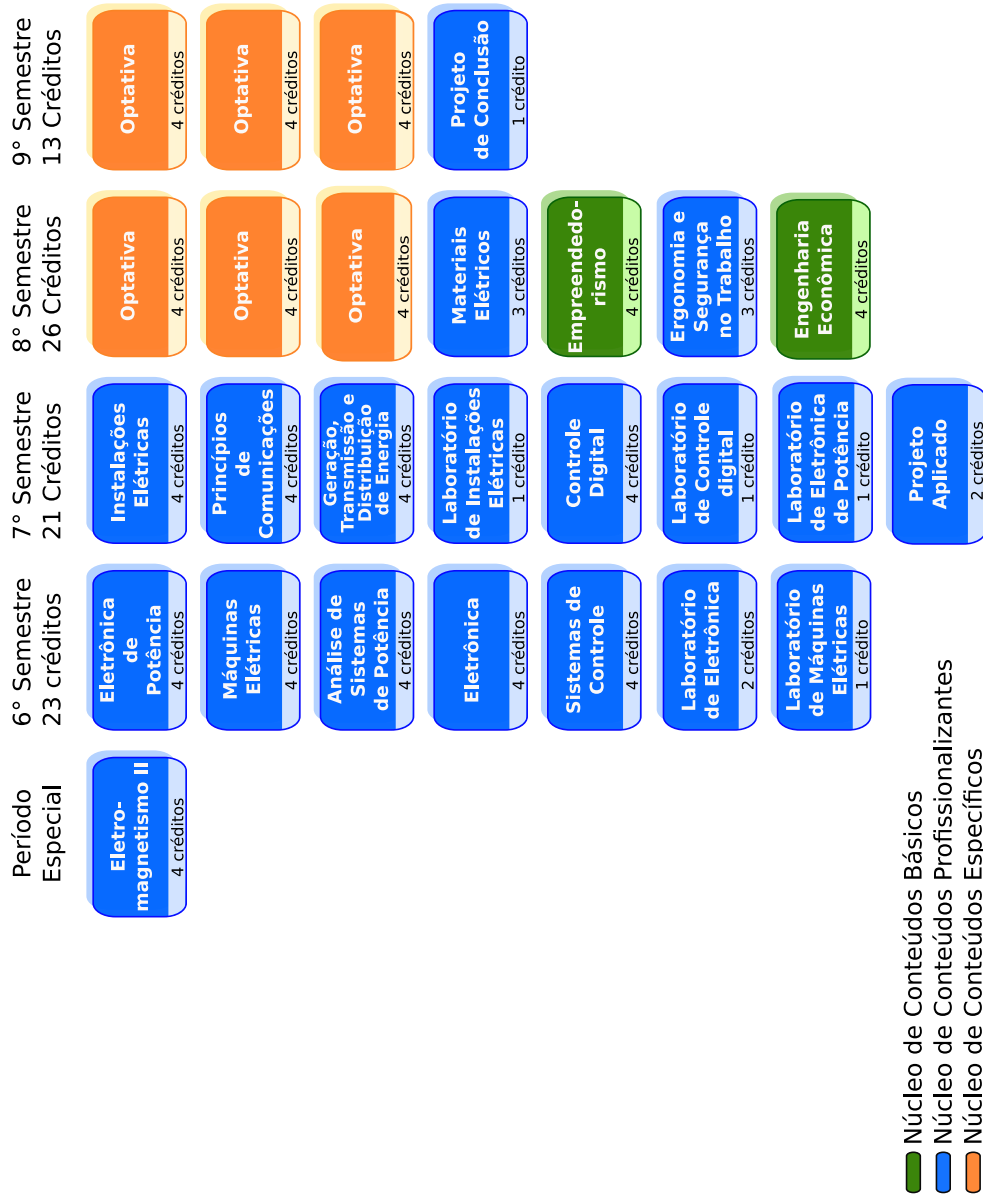 Período
Especial
Eletro-
magnetismo II
4 créditos
6° Semestre
23 créditos
Eletrônica
de
Potência
4 créditos
Máquinas
Elétricas
4 créditos
Análise de
Sistemas
de Potência
4 créditos
Eletrônica
4 créditos
Sistemas de
Controle
4 créditos
Laboratório
de Eletrônica
2 créditos
Laboratório
de Máquinas
Elétricas
1 crédito
7° Semestre
21 Créditos
Instalações
Elétricas
4 créditos
Princípios
de
Comunicações
4 créditos
Geração,
Transmissão e
Distribuição
de Energia
4 créditos
Laboratório
de Instalações
Elétricas
1 crédito
Controle
Digital
4 créditos
Laboratório
de Controle
digital
1 crédito
Laboratório
de Eletrônica
de Potência
1 crédito
Projeto
Aplicado
2 créditos
8° Semestre
26 Créditos
Optativa
4 créditos
Optativa
4 créditos
Optativa
4 créditos
Materiais
Elétricos
3 créditos
Empreendedo-
rismo
4 créditos
Ergonomia e
Segurança
no Trabalho
3 créditos
Engenharia
Econômica
4 créditos
9° Semestre
13 Créditos
Optativa
4 créditos
Optativa
4 créditos
Optativa
4 créditos
Projeto
de Conclusão
1 crédito
Núcleo de Conteúdos Básicos
Núcleo de Conteúdos Profissionalizantes
Núcleo de Conteúdos Específicos